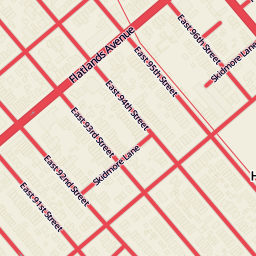 Flatlands Avenue
East 96th Street
Skidmore Lane
East 95th Street
East 94th Street
East 93rd Street
Skidmore Lane
East 92nd Street
East 91st Street
H